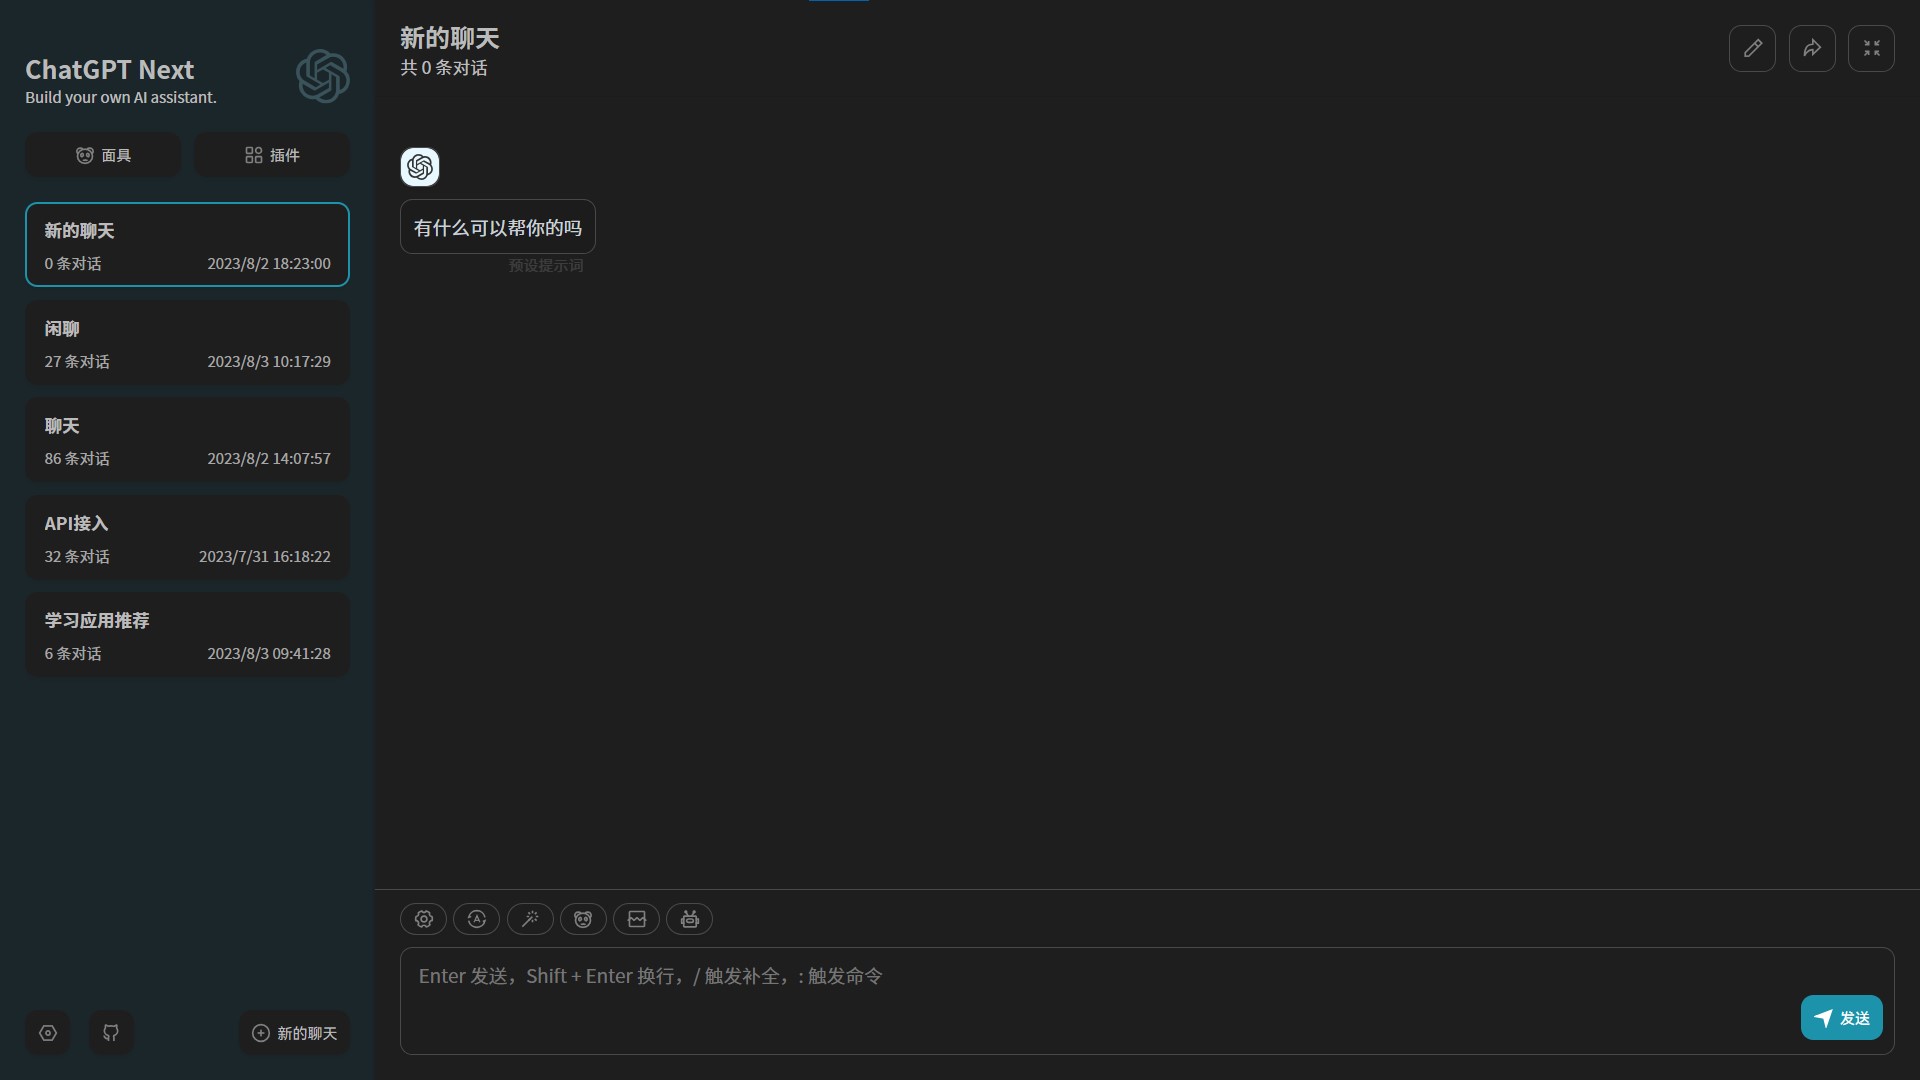 ChatGPT Next
Build your own AI assistant.
面具
插件
新的聊天
0 条对话
2023/8/2 18:23:00
闲聊
27 条对话
2023/8/3 10:17:29
聊天
86 条对话
2023/8/2 14:07:57
API接入
32 条对话
2023/7/31 16:18:22
学习应用推荐
6 条对话
2023/8/3 09:41:28
新的聊天
新的聊天
共 0 条对话
有什么可以帮你的吗
预设提示词
Enter 发送，Shift + Enter 换行，/ 触发补全，: 触发命令
发送